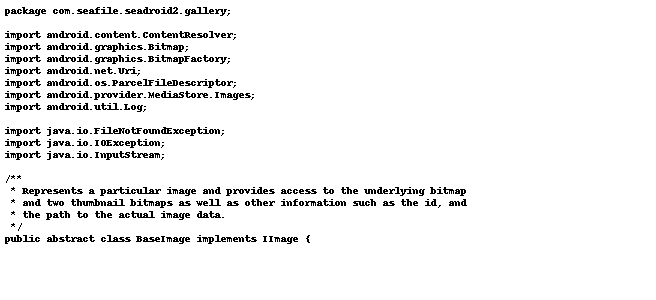 package com.seafile.seadroid2.gallery;

import android.content.ContentResolver;
import android.graphics.Bitmap;
import android.graphics.BitmapFactory;
import android.net.Uri;
import android.os.ParcelFileDescriptor;
import android.provider.MediaStore.Images;
import android.util.Log;

import java.io.FileNotFoundException;
import java.io.IOException;
import java.io.InputStream;

/**
 * Represents a particular image and provides access to the underlying bitmap
 * and two thumbnail bitmaps as well as other information such as the id, and
 * the path to the actual image data.
 */
public abstract class BaseImage implements IImage {